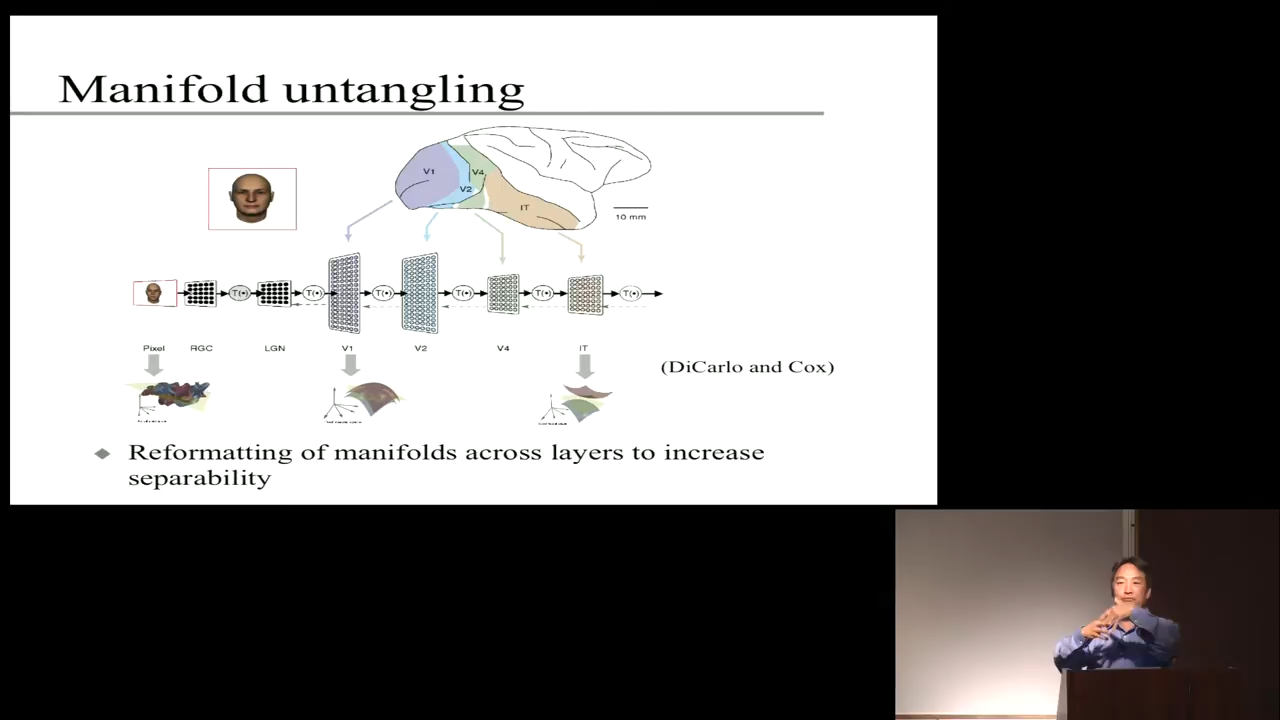 Manifold untangling
V1
V4
V2
IT
10 mm
T(•) T(•) T(•) T(•) T(•) T(•)
Pixel RGC LGN V1 V2 V4 IT
(DiCarlo and Cox)
Reformatting of manifolds across layers to increase
separability